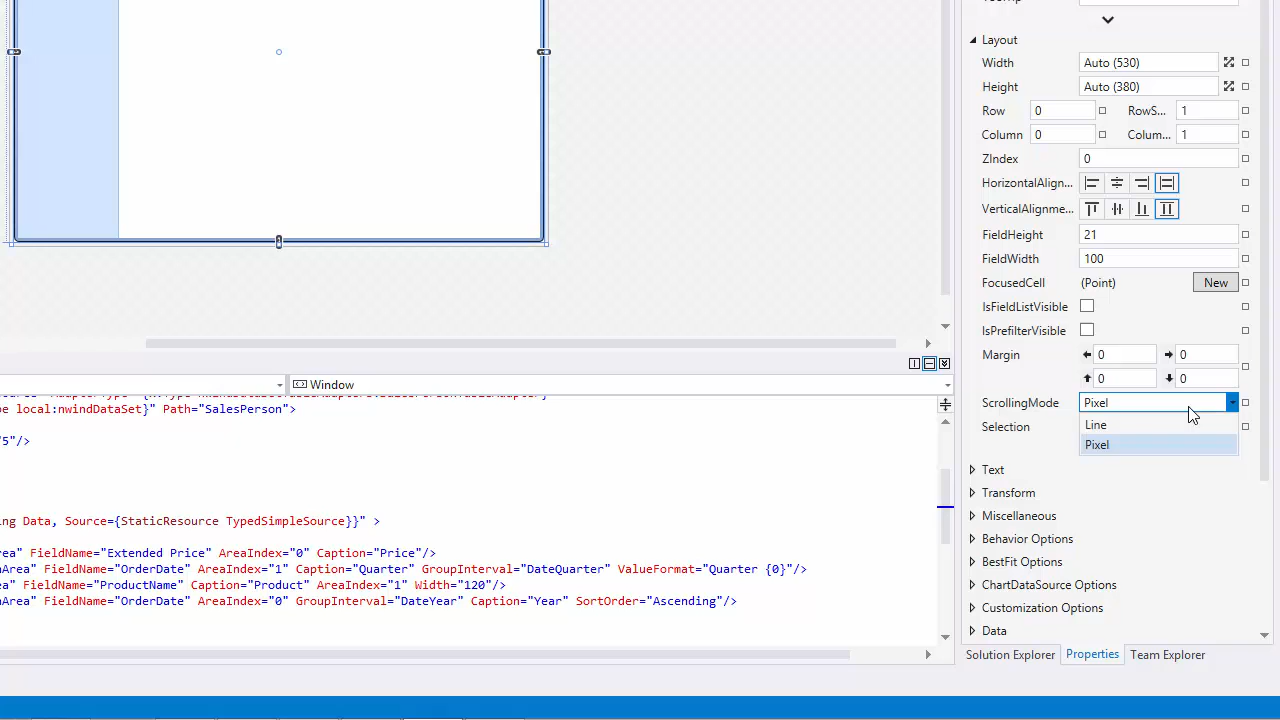 Layout
Width Auto (530)
Height Auto (380)
Row 0 RowS... 1
Column 0 Colum... 1
ZIndex 0
HorizontalAlign...
VerticalAlignme...
FieldHeight 21
FieldWidth 100
FocusedCell (Point) New
IsFieldListVisible
IsPrefilterVisible
Margin 0 0
0 0
ScrollingMode Pixel
Line
Selection
Pixel
Text
Transform
Miscellaneous
Behavior Options
BestFit Options
ChartDataSource Options
Customization Options
Data
Solution Explorer Properties Team Explorer
Window
pe local:nwindDataSet}" Path="SalesPerson">
/5"/>
ing Data, Source={StaticResource TypedSimpleSource}}" >
rea" FieldName="Extended Price" AreaIndex="0" Caption="Price"/>
nArea" FieldName="OrderDate" AreaIndex="1" Caption="Quarter" GroupInterval="DateQuarter" ValueFormat="Quarter {0}"/>
ea" FieldName="ProductName" Caption="Product" AreaIndex="1" Width="120"/>
nArea" FieldName="OrderDate" AreaIndex="0" GroupInterval="DateYear" Caption="Year" SortOrder="Ascending"/>